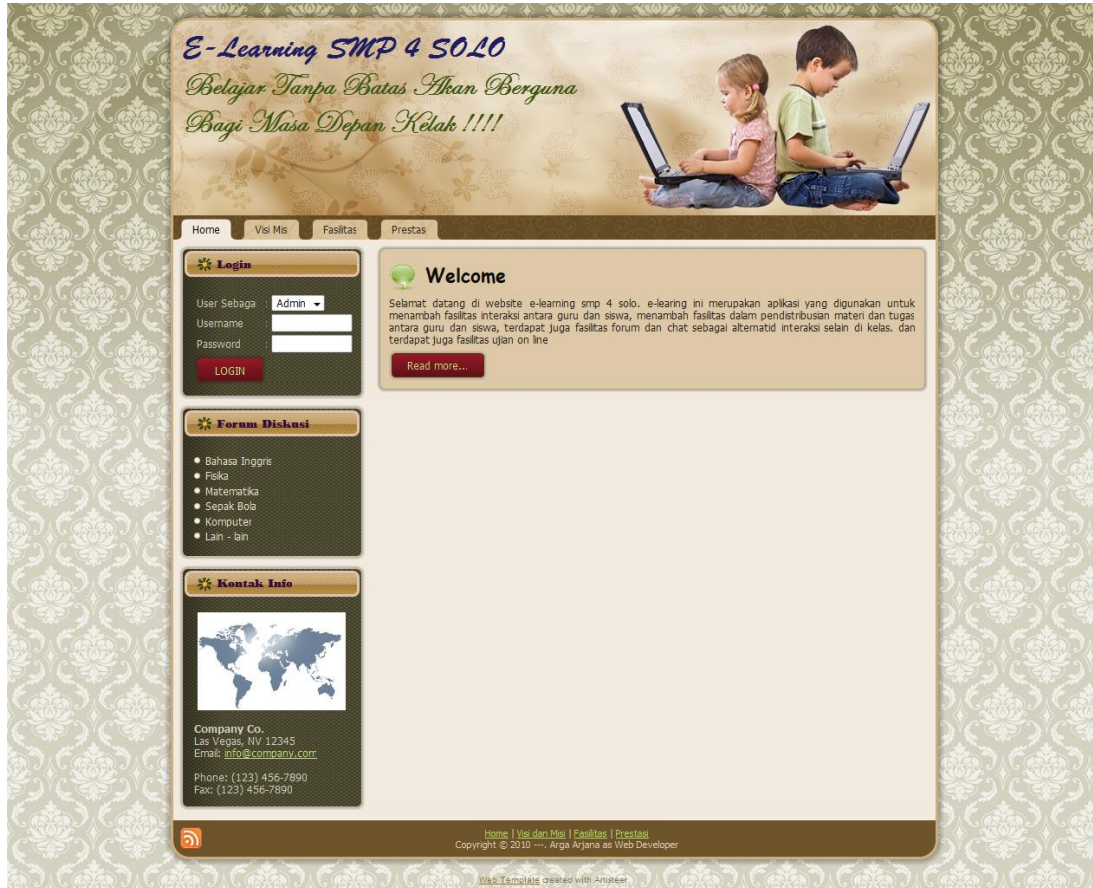 E-Learning SMP 4 SOLO
Belajar Tanpa Batas Akan Berguna
Bagi Masa Depan Kelak !!!!
Home
Visi Mis
Fasilitas
Prestas
Login
User Sebaga : Admin
Username :
Password :
LOGIN
Forum Diskusi
Bahasa Inggris
Fisika
Matematika
Sepak Bola
Komputer
Lain - lain
Kontak Info
Company Co.
Las Vegas, NV 12345
Email: info@company.com
Phone: (123) 456-7890
Fax: (123) 456-7890
Welcome
Selamat datang di website e-learning smp 4 solo. e-learing ini merupakan aplikasi yang digunakan untuk
menambah fasilitas interaksi antara guru dan siswa, menambah fasilitas dalam pendistribusian materi dan tugas
antara guru dan siswa, terdapat juga fasilitas forum dan chat sebagai alternatid interaksi selain di kelas. dan
terdapat juga fasilitas ujian on line
Read more...
Home | Visi dan Misi | Fasilitas | Prestasi
Copyright © 2010 ---. Arga Arjana as Web Developer
Web Template created with Artisteer.